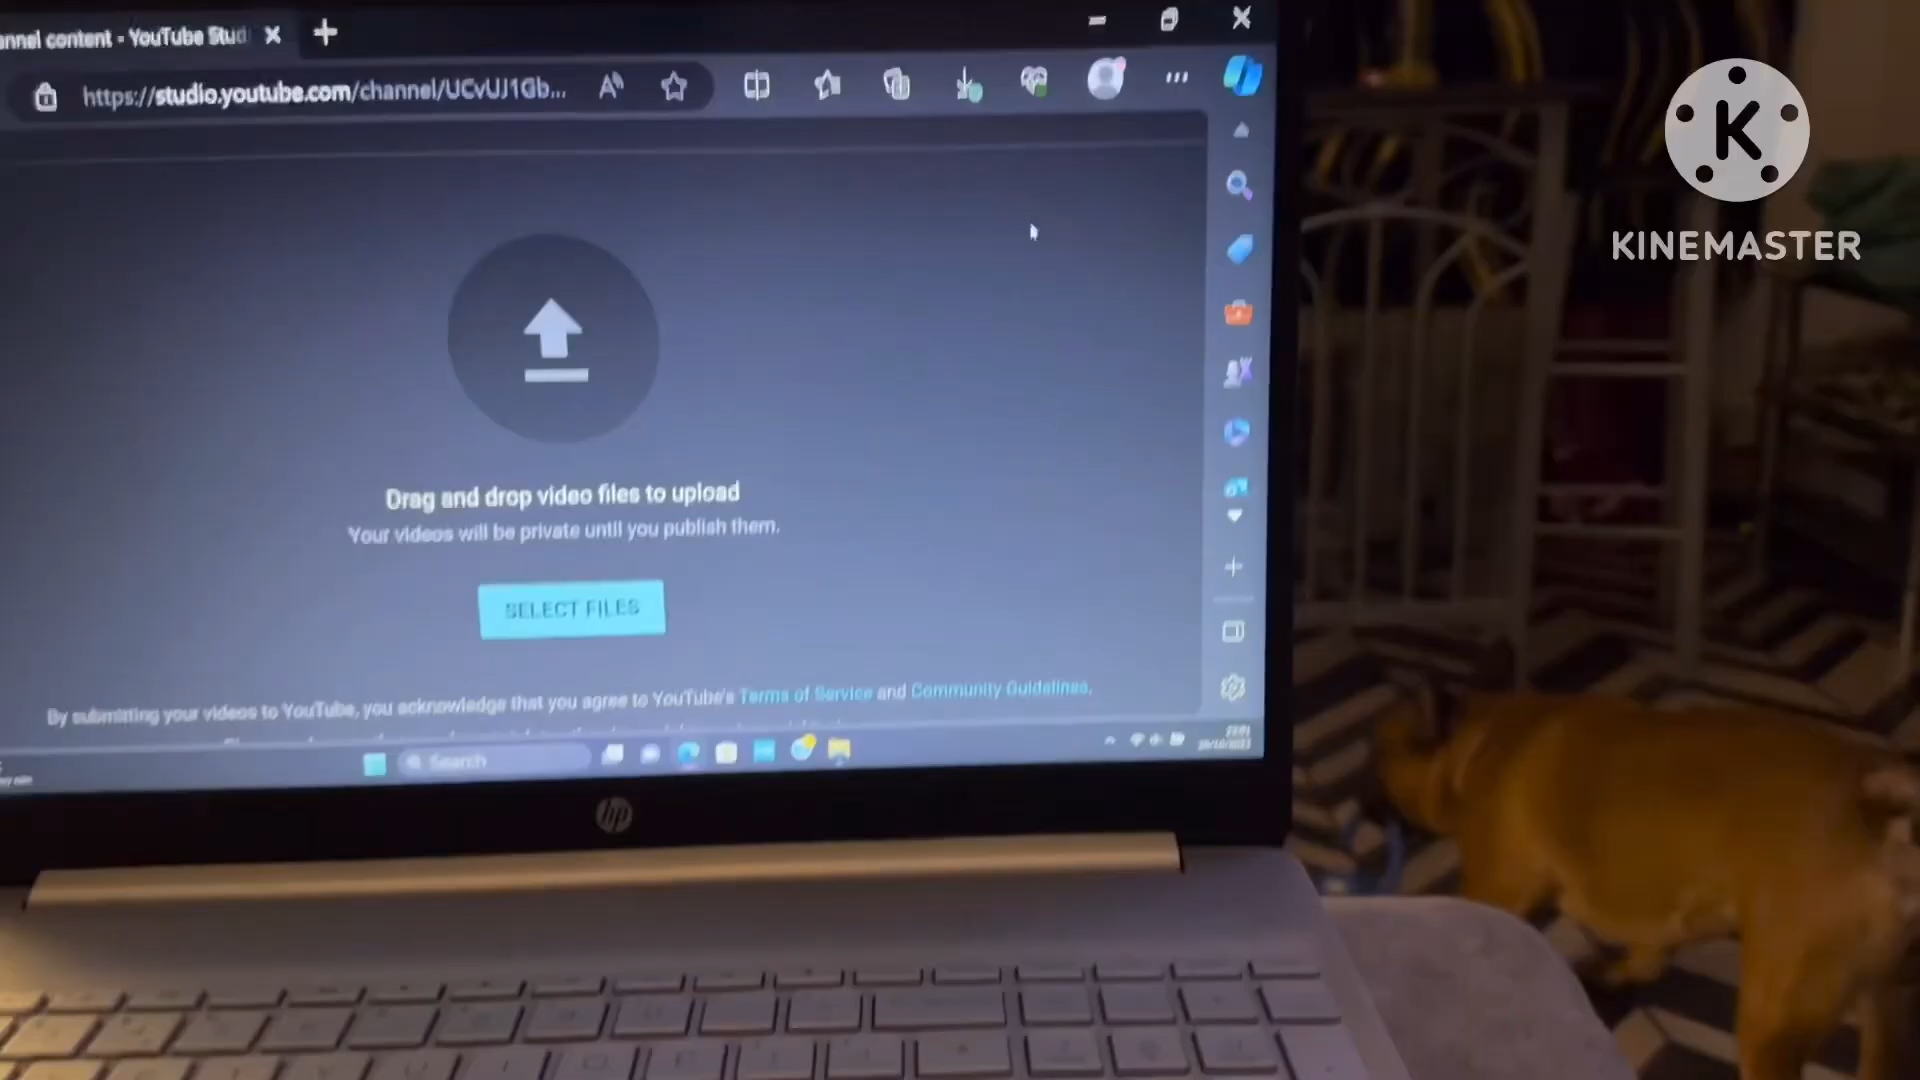 annel content - YouTube Stud
https://studio.youtube.com/channel/UCvUJ1Gb...
K
KINEMASTER
Drag and drop video files to upload
Your videos will be private until you publish them.
SELECT FILES
By submitting your videos to YouTube, you acknowledge that you agree to YouTube's Terms of Service and Community Guidelines.
Search
hp